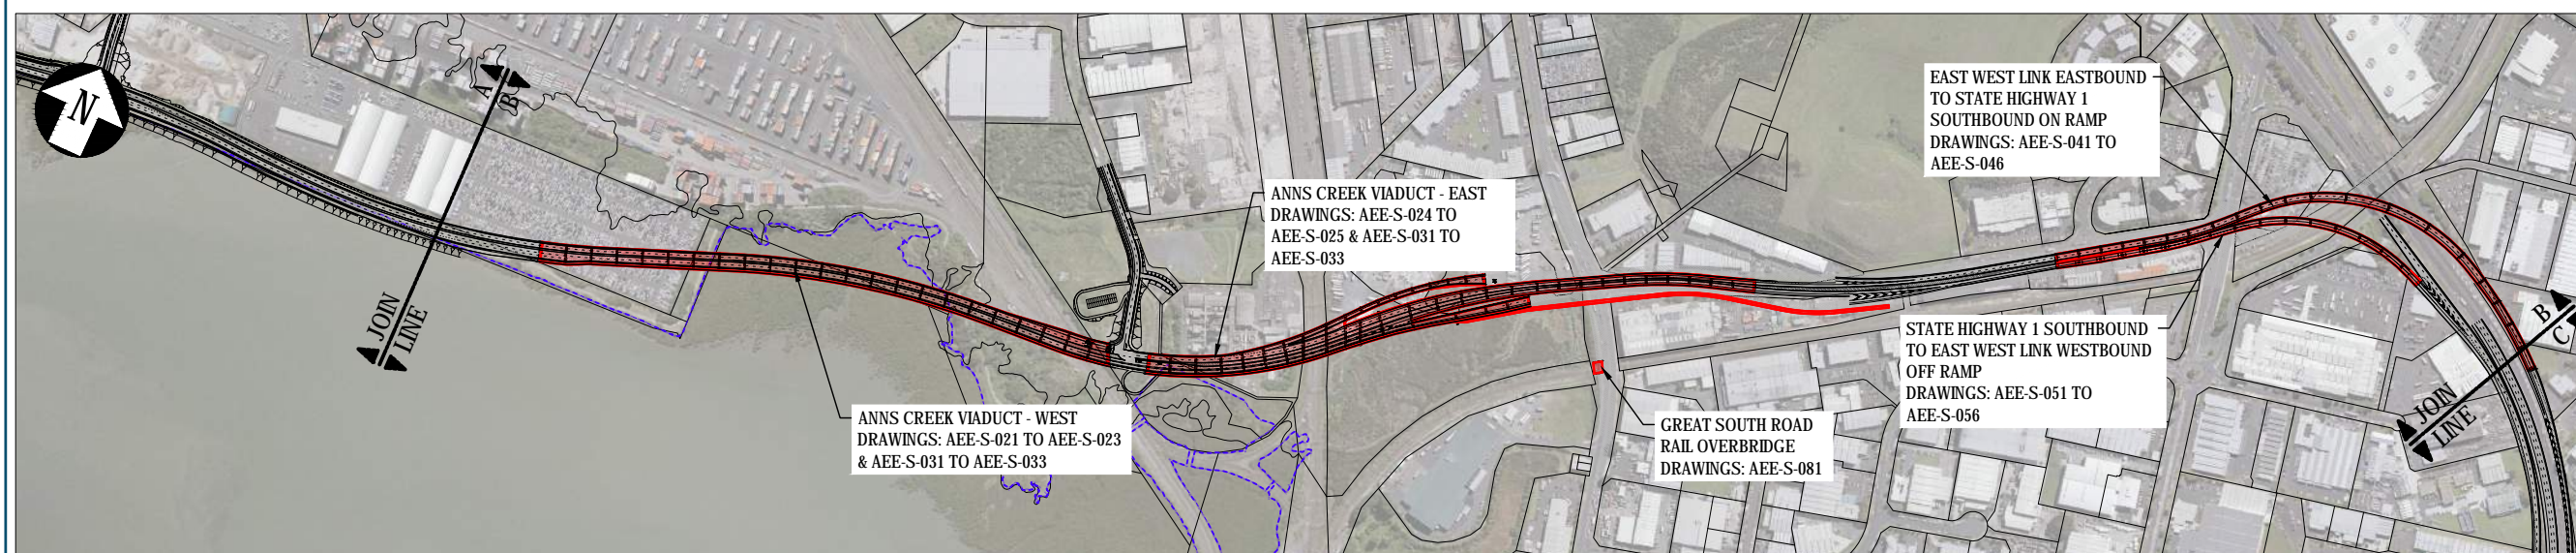 N
A
B
JOIN
LINE
ANNS CREEK VIADUCT - WEST
DRAWINGS: AEE-S-021 TO AEE-S-023
& AEE-S-031 TO AEE-S-033
ANNS CREEK VIADUCT - EAST
DRAWINGS: AEE-S-024 TO
AEE-S-025 & AEE-S-031 TO
AEE-S-033
GREAT SOUTH ROAD
RAIL OVERBRIDGE
DRAWINGS: AEE-S-081
EAST WEST LINK EASTBOUND
TO STATE HIGHWAY 1
SOUTHBOUND ON RAMP
DRAWINGS: AEE-S-041 TO
AEE-S-046
STATE HIGHWAY 1 SOUTHBOUND
TO EAST WEST LINK WESTBOUND
OFF RAMP
DRAWINGS: AEE-S-051 TO
AEE-S-056
B
C
JOIN
LINE